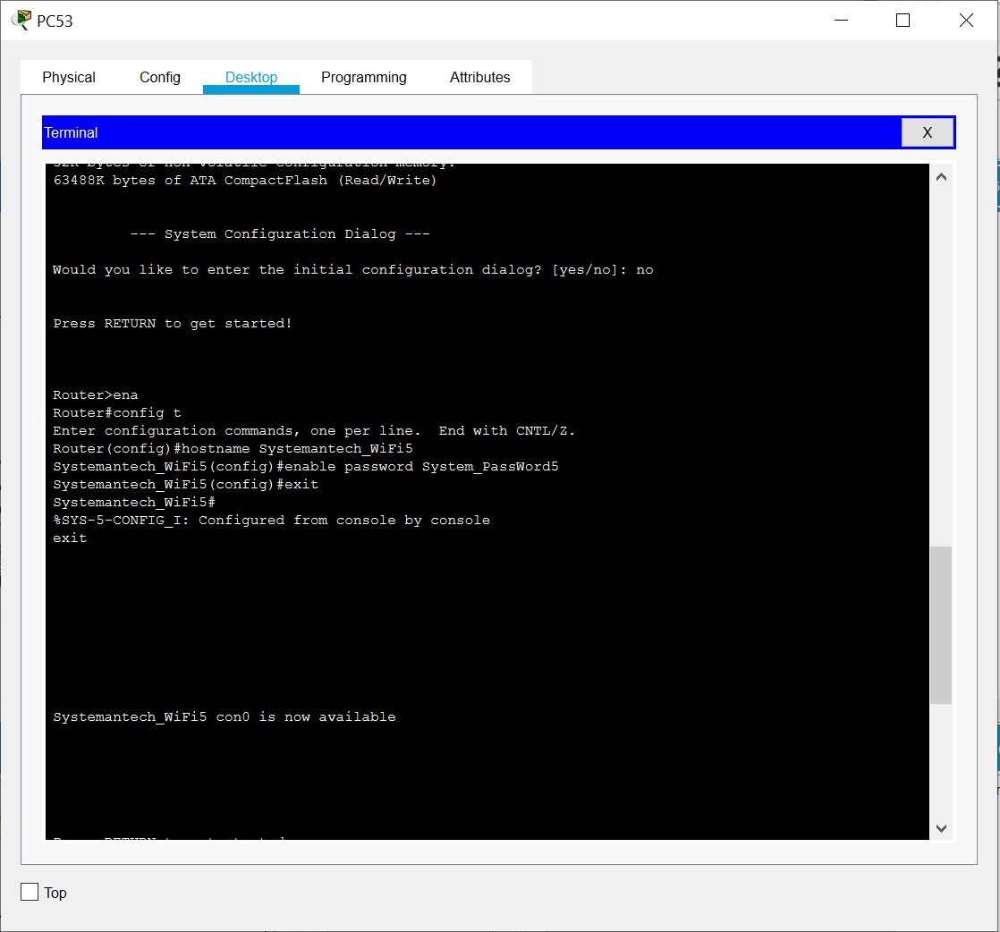 PC53
Physical Config Desktop Programming Attributes
Terminal X
63488K bytes of ATA CompactFlash (Read/Write)
--- System Configuration Dialog ---
Would you like to enter the initial configuration dialog? [yes/no]: no
Press RETURN to get started!
Router>ena
Router#config t
Enter configuration commands, one per line.  End with CNTL/Z.
Router(config)#hostname Systemantech_WiFi5
Systemantech_WiFi5(config)#enable password System_PassWord5
Systemantech_WiFi5(config)#exit
Systemantech_WiFi5#
%SYS-5-CONFIG_I: Configured from console by console
exit
Systemantech_WiFi5 con0 is now available
Top